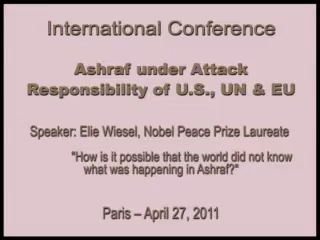 International Conference
Ashraf under Attack
Responsibility of U.S., UN & EU
Speaker: Elie Wiesel, Nobel Peace Prize Laureate
"How is it possible that the world did not know
what was happening in Ashraf?"
Paris – April 27, 2011